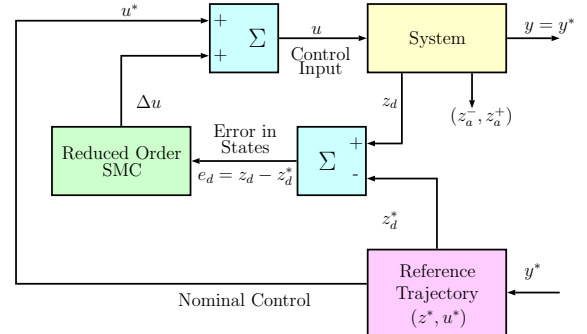 u*
+
+
Σ
u
Control
Input
System
y = y*
Δu
z_d
(z_a^-, z_a^+)
Error in
States
Reduced Order
SMC
e_d = z_d − z_d^*
Σ
+
-
z_d^*
Reference
Trajectory
(z*, u*)
y*
Nominal Control